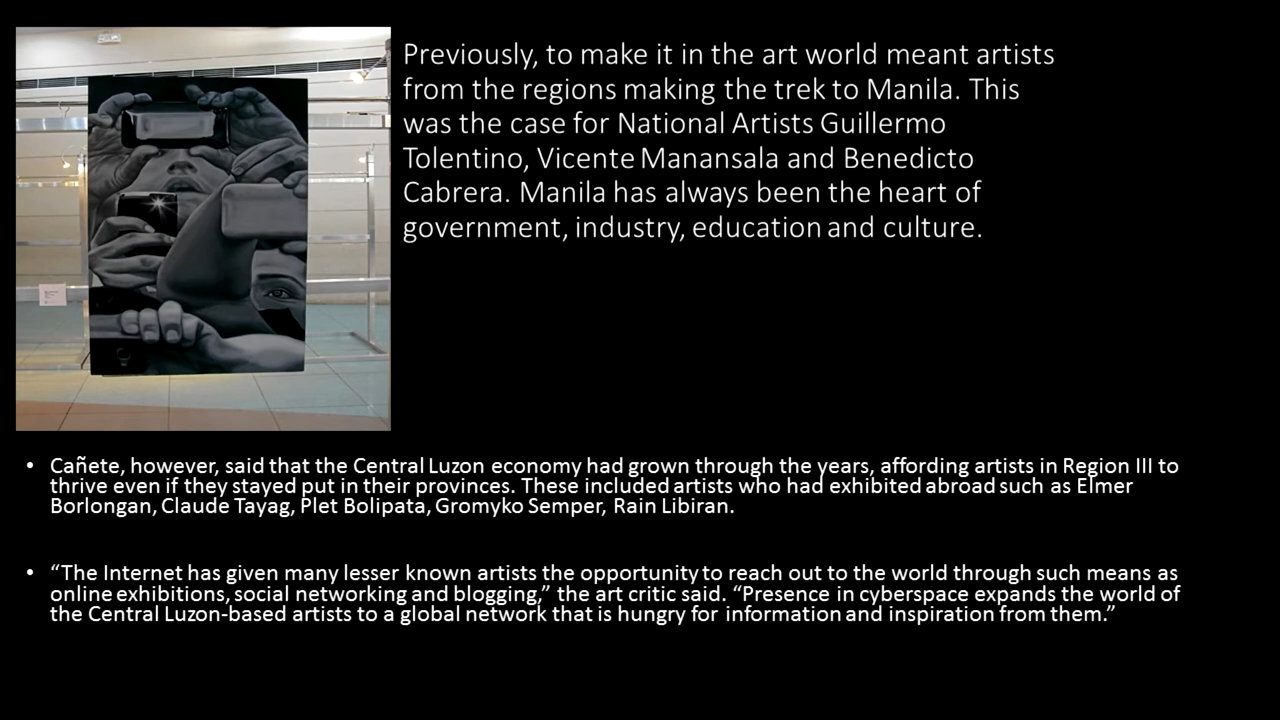 Previously, to make it in the art world meant artists
from the regions making the trek to Manila. This
was the case for National Artists Guillermo
Tolentino, Vicente Manansala and Benedicto
Cabrera. Manila has always been the heart of
government, industry, education and culture.
• Cañete, however, said that the Central Luzon economy had grown through the years, affording artists in Region III to
thrive even if they stayed put in their provinces. These included artists who had exhibited abroad such as Elmer
Borlongan, Claude Tayag, Plet Bolipata, Gromyko Semper, Rain Libiran.
• “The Internet has given many lesser known artists the opportunity to reach out to the world through such means as
online exhibitions, social networking and blogging,” the art critic said. “Presence in cyberspace expands the world of
the Central Luzon-based artists to a global network that is hungry for information and inspiration from them.”